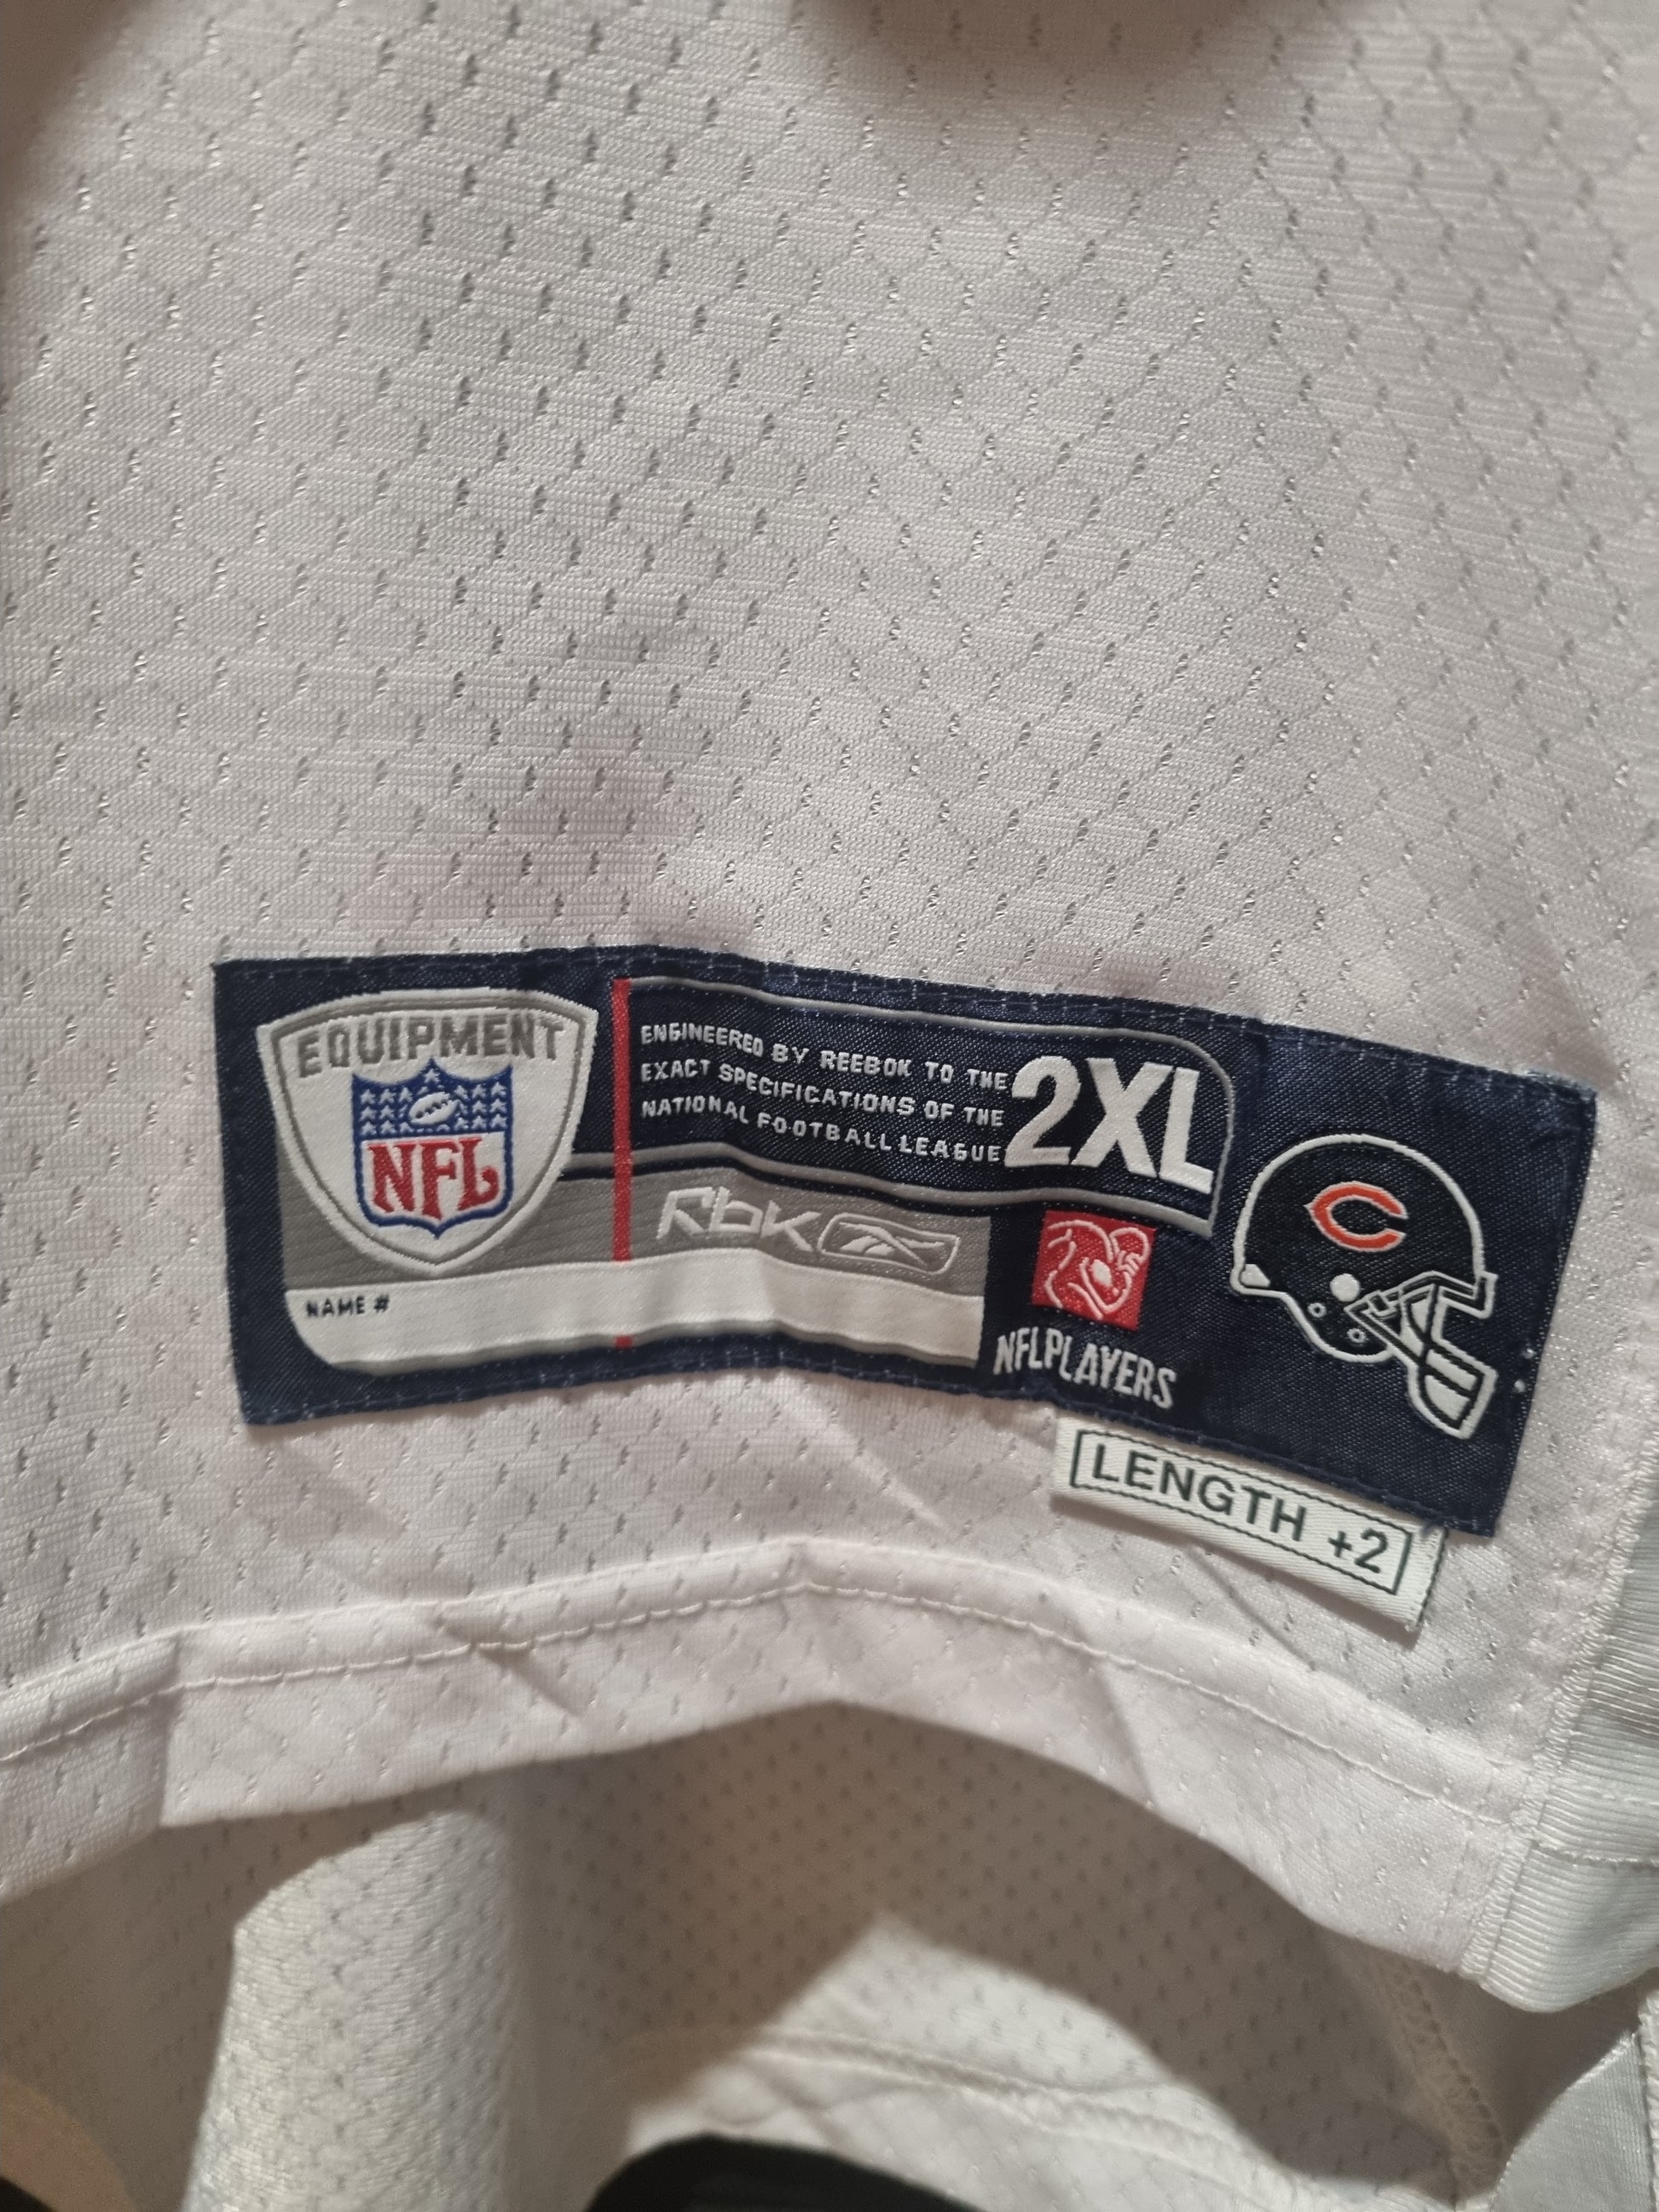 EQUIPMENT
NFL
ENGINEERED BY REEBOK TO THE
EXACT SPECIFICATIONS OF THE
NATIONAL FOOTBALL LEAGUE
2XL
Rbk
NAME #
NFLPLAYERS
C
LENGTH +2